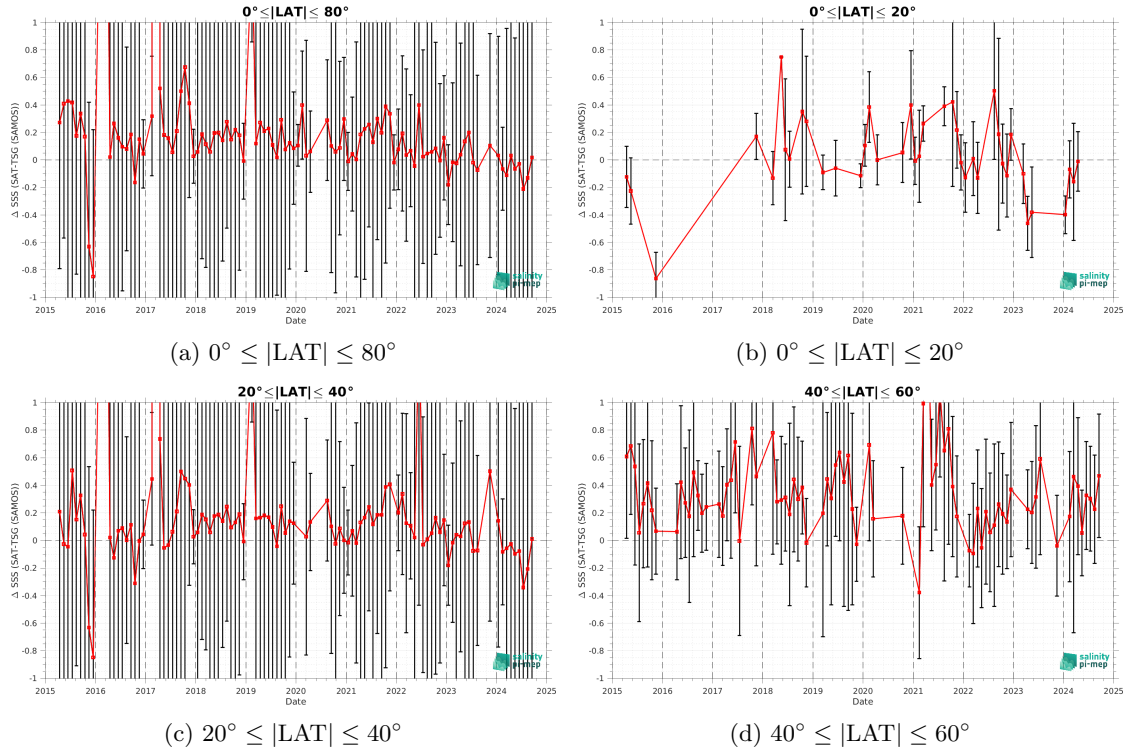 0°≤|LAT|≤ 80°
Δ SSS (SAT-TSG (SAMOS))
1
0.8
0.6
0.4
0.2
0
-0.2
-0.4
-0.6
-0.8
-1
2015 2016 2017 2018 2019 2020 2021 2022 2023 2024 2025
Date
salinity
pi-mep
(a) 0° ≤ |LAT| ≤ 80°
0°≤|LAT|≤ 20°
Δ SSS (SAT-TSG (SAMOS))
1
0.8
0.6
0.4
0.2
0
-0.2
-0.4
-0.6
-0.8
-1
2015 2016 2017 2018 2019 2020 2021 2022 2023 2024 2025
Date
salinity
pi-mep
(b) 0° ≤ |LAT| ≤ 20°
20°≤|LAT|≤ 40°
Δ SSS (SAT-TSG (SAMOS))
1
0.8
0.6
0.4
0.2
0
-0.2
-0.4
-0.6
-0.8
-1
2015 2016 2017 2018 2019 2020 2021 2022 2023 2024 2025
Date
salinity
pi-mep
(c) 20° ≤ |LAT| ≤ 40°
40°≤|LAT|≤ 60°
Δ SSS (SAT-TSG (SAMOS))
1
0.8
0.6
0.4
0.2
0
-0.2
-0.4
-0.6
-0.8
-1
2015 2016 2017 2018 2019 2020 2021 2022 2023 2024 2025
Date
salinity
pi-mep
(d) 40° ≤ |LAT| ≤ 60°